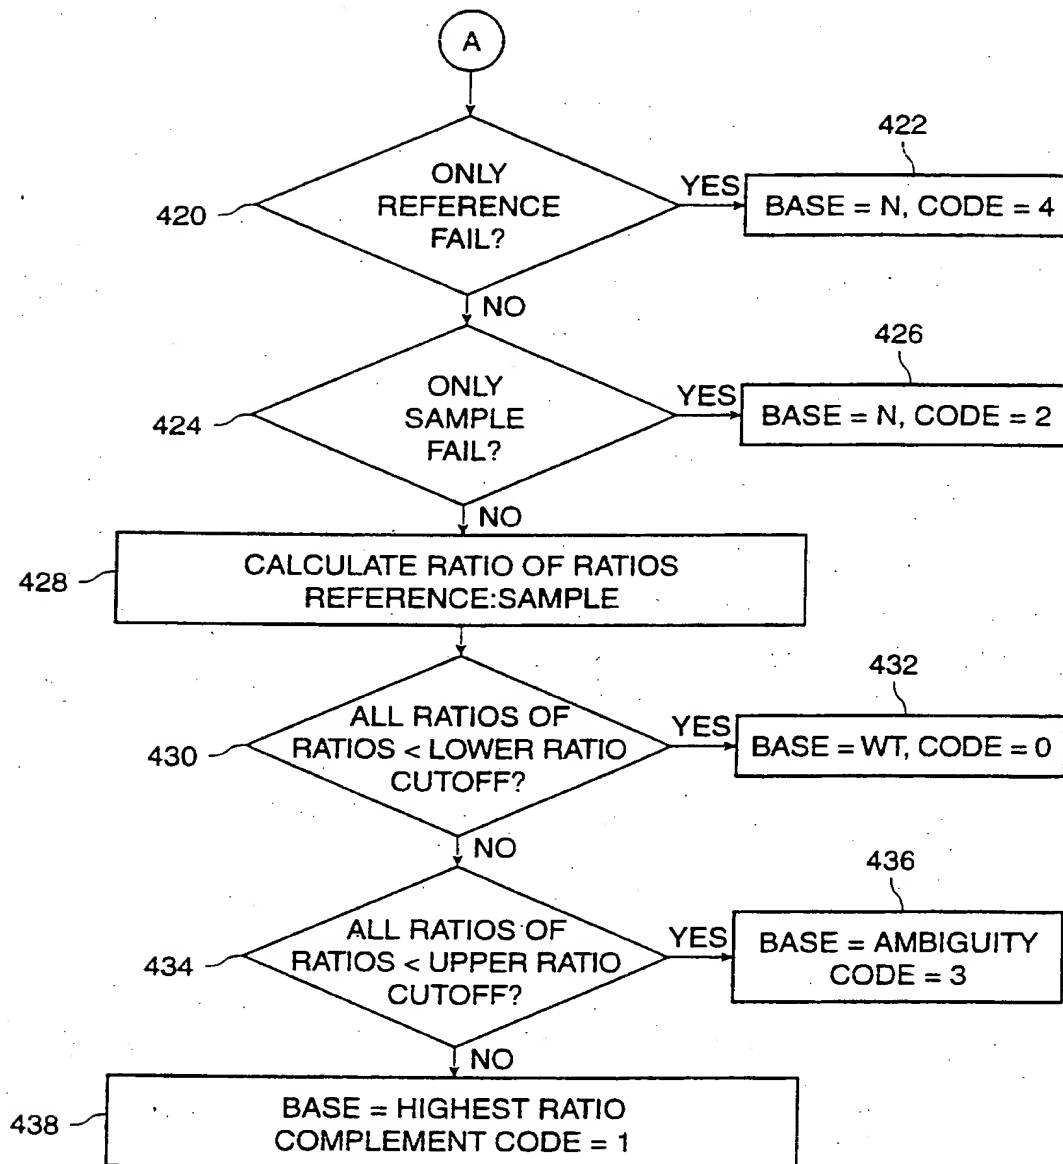 A
422
ONLY
REFERENCE
FAIL?
420
YES
BASE = N, CODE = 4
NO
426
ONLY
SAMPLE
FAIL?
424
YES
BASE = N, CODE = 2
NO
428
CALCULATE RATIO OF RATIOS
REFERENCE:SAMPLE
432
ALL RATIOS OF
RATIOS < LOWER RATIO
CUTOFF?
430
YES
BASE = WT, CODE = 0
NO
436
ALL RATIOS OF
RATIOS < UPPER RATIO
CUTOFF?
434
YES
BASE = AMBIGUITY
CODE = 3
NO
438
BASE = HIGHEST RATIO
COMPLEMENT CODE = 1